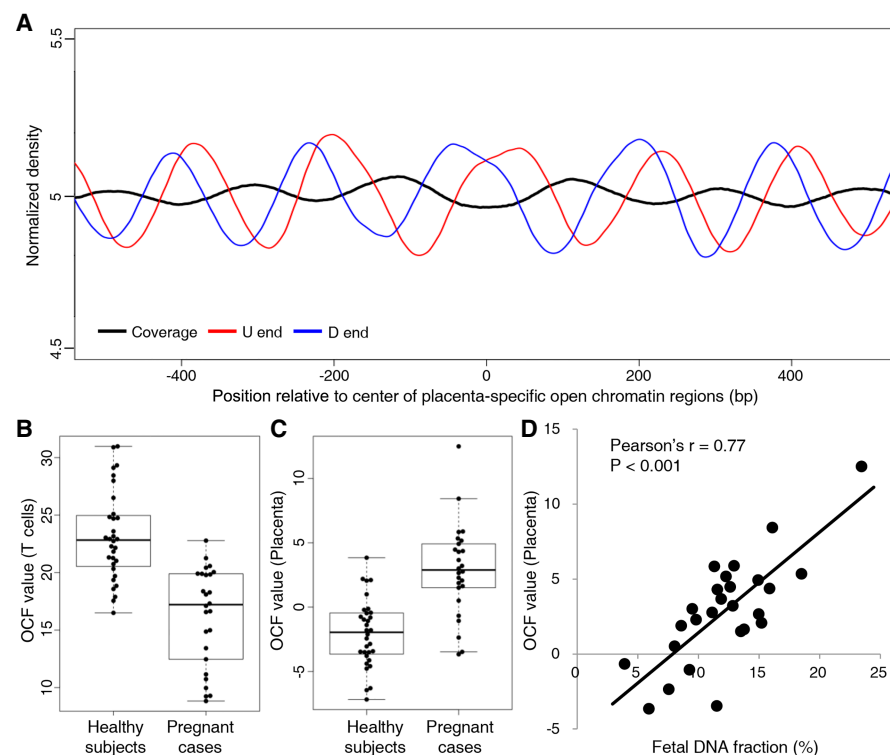 A
5.5
5
4.5
Normalized density
Coverage U end D end
-400 -200 0 200 400
Position relative to center of placenta-specific open chromatin regions (bp)
B
30
25
20
15
10
OCF value (T cells)
Healthy subjects
Pregnant cases
C
10
5
0
-5
OCF value (Placenta)
Healthy subjects
Pregnant cases
D
Pearson's r = 0.77
P < 0.001
15
10
5
0
-5
OCF value (Placenta)
0 5 10 15 20 25
Fetal DNA fraction (%)